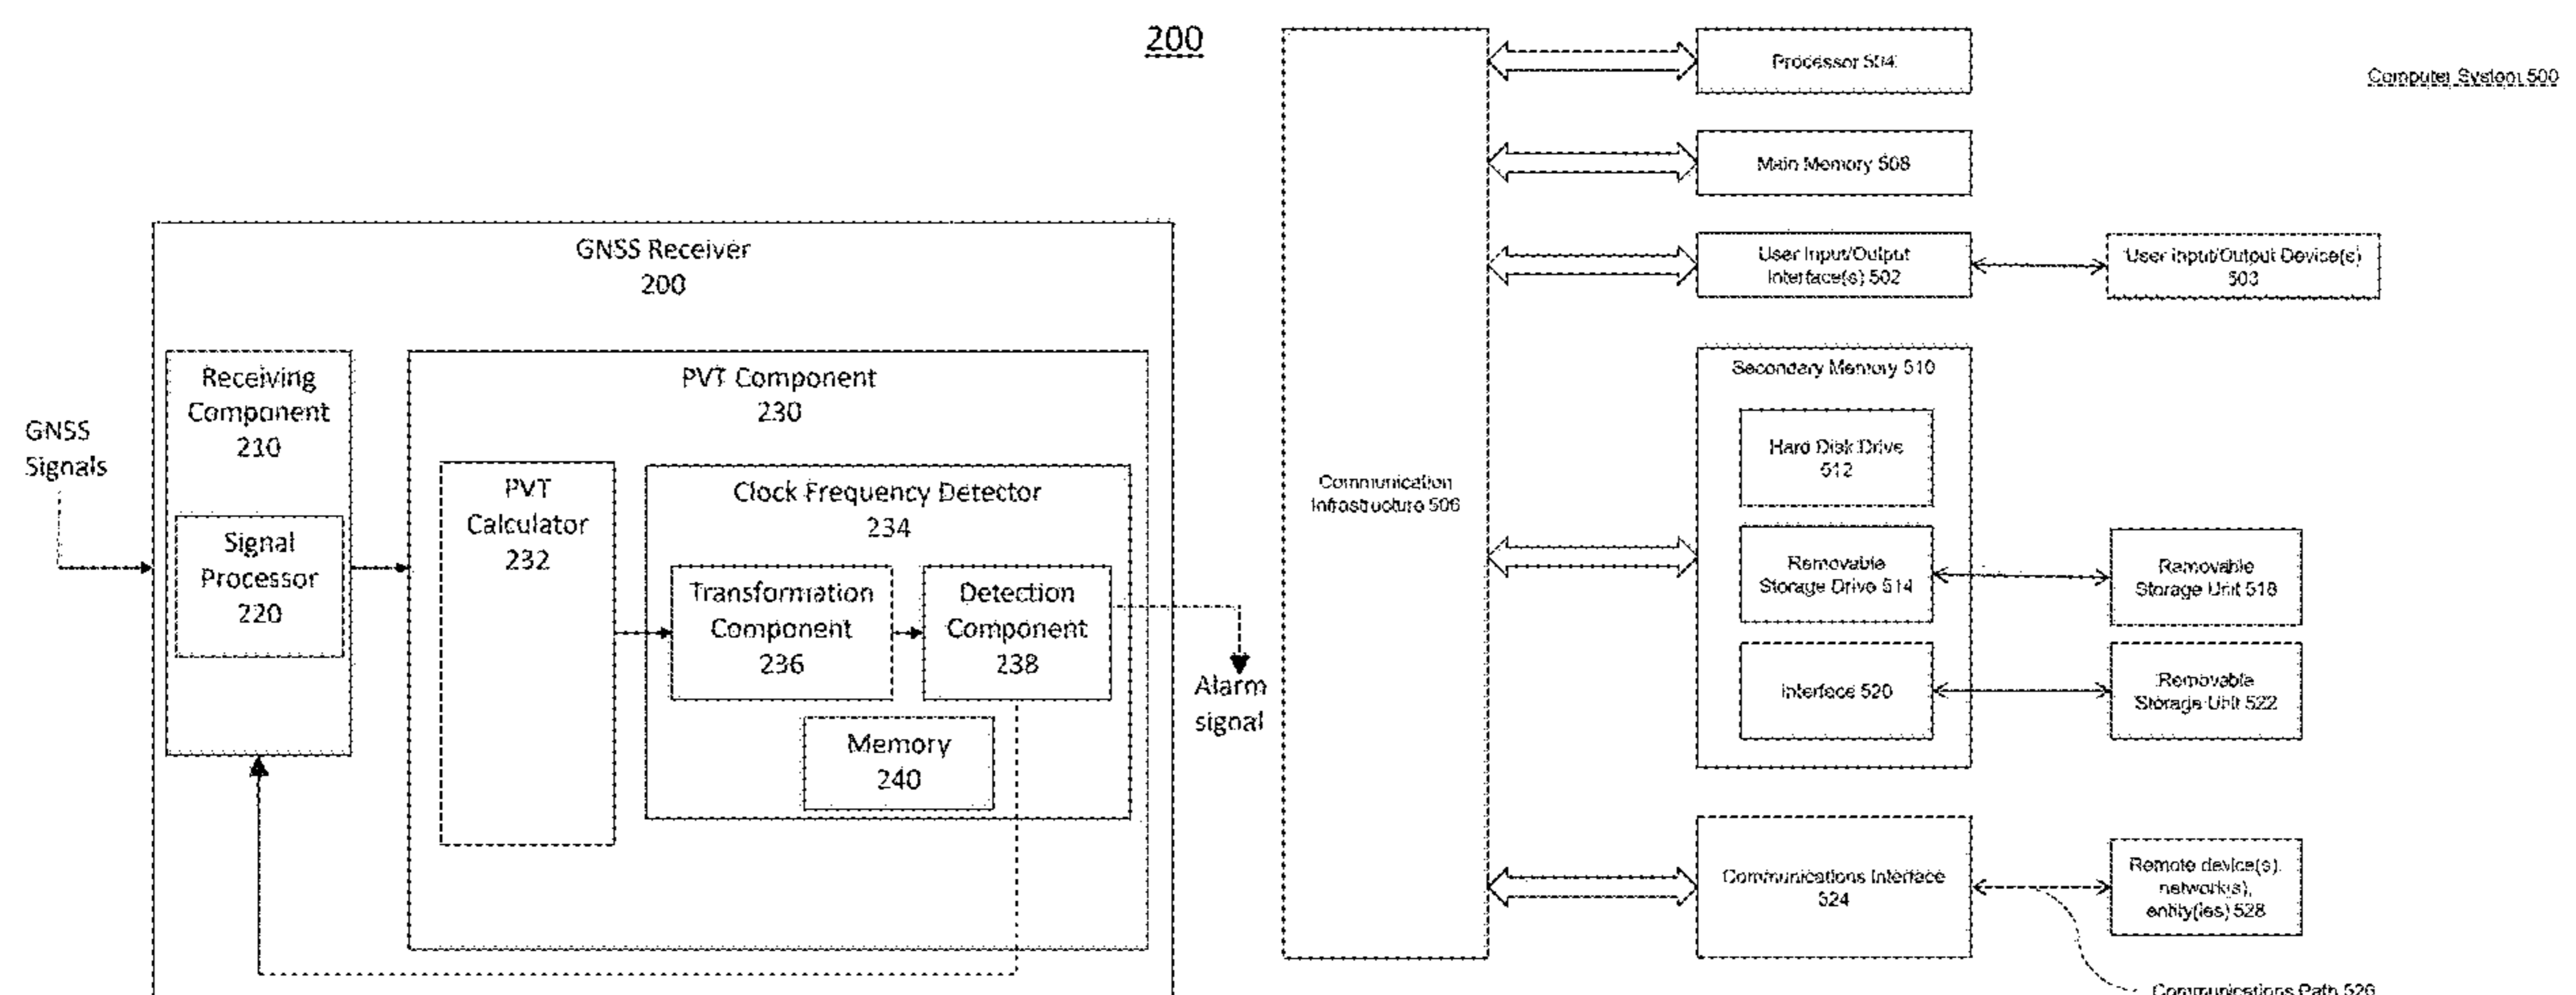 200
GNSS Receiver
200
GNSS
Signals
Receiving
Component
210
Signal
Processor
220
PVT Component
230
PVT
Calculator
232
Clock Frequency Detector
234
Transformation
Component
236
Detection
Component
238
Memory
240
Alarm
signal
Computer System 500
Communication
Infrastructure 506
Processor 504
Main Memory 508
User Input/Output
Interface(s) 502
User Input/Output Device(s)
503
Secondary Memory 510
Hard Disk Drive
512
Removable
Storage Drive 514
Removable
Storage Unit 518
Interface 520
Removable
Storage Unit 522
Communications Interface
524
Remote device(s),
network(s),
entity(ies) 528
Communications Path 526